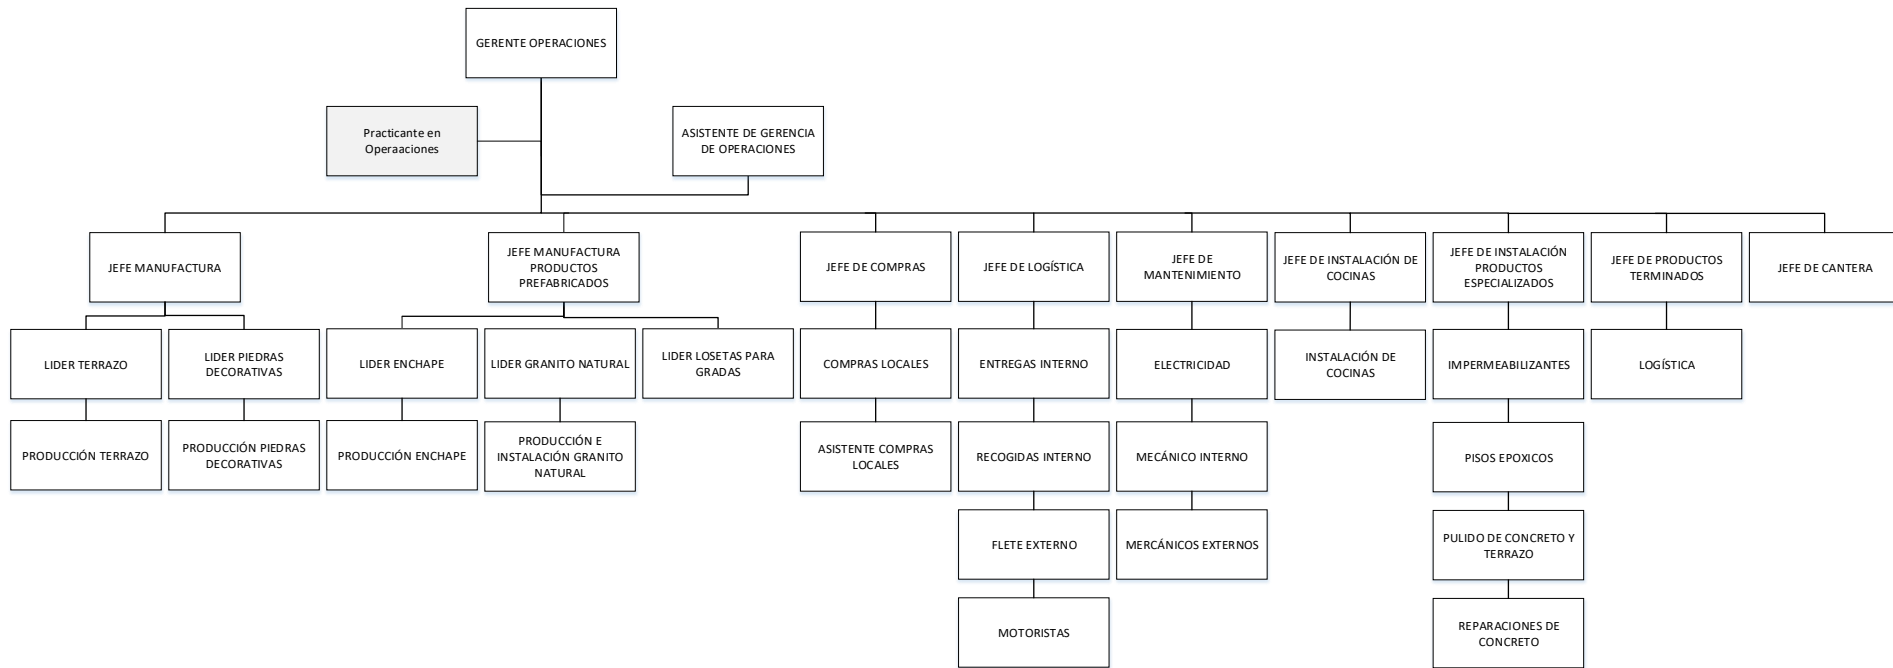 GERENTE OPERACIONES
Practicante en
Operaaciones
ASISTENTE DE GERENCIA
DE OPERACIONES
JEFE MANUFACTURA
JEFE MANUFACTURA
PRODUCTOS
PREFABRICADOS
JEFE DE COMPRAS
JEFE DE LOGÍSTICA
JEFE DE
MANTENIMIENTO
JEFE DE INSTALACIÓN DE
COCINAS
JEFE DE INSTALACIÓN
PRODUCTOS
ESPECIALIZADOS
JEFE DE PRODUCTOS
TERMINADOS
JEFE DE CANTERA
LIDER TERRAZO
LIDER PIEDRAS
DECORATIVAS
LIDER ENCHAPE
LIDER GRANITO NATURAL
LIDER LOSETAS PARA
GRADAS
COMPRAS LOCALES
ENTREGAS INTERNO
ELECTRICIDAD
INSTALACIÓN DE
COCINAS
IMPERMEABILIZANTES
LOGÍSTICA
PRODUCCIÓN TERRAZO
PRODUCCIÓN PIEDRAS
DECORATIVAS
PRODUCCIÓN ENCHAPE
PRODUCCIÓN E
INSTALACIÓN GRANITO
NATURAL
ASISTENTE COMPRAS
LOCALES
RECOGIDAS INTERNO
MECÁNICO INTERNO
PISOS EPOXICOS
FLETE EXTERNO
MERCÁNICOS EXTERNOS
PULIDO DE CONCRETO Y
TERRAZO
MOTORISTAS
REPARACIONES DE
CONCRETO